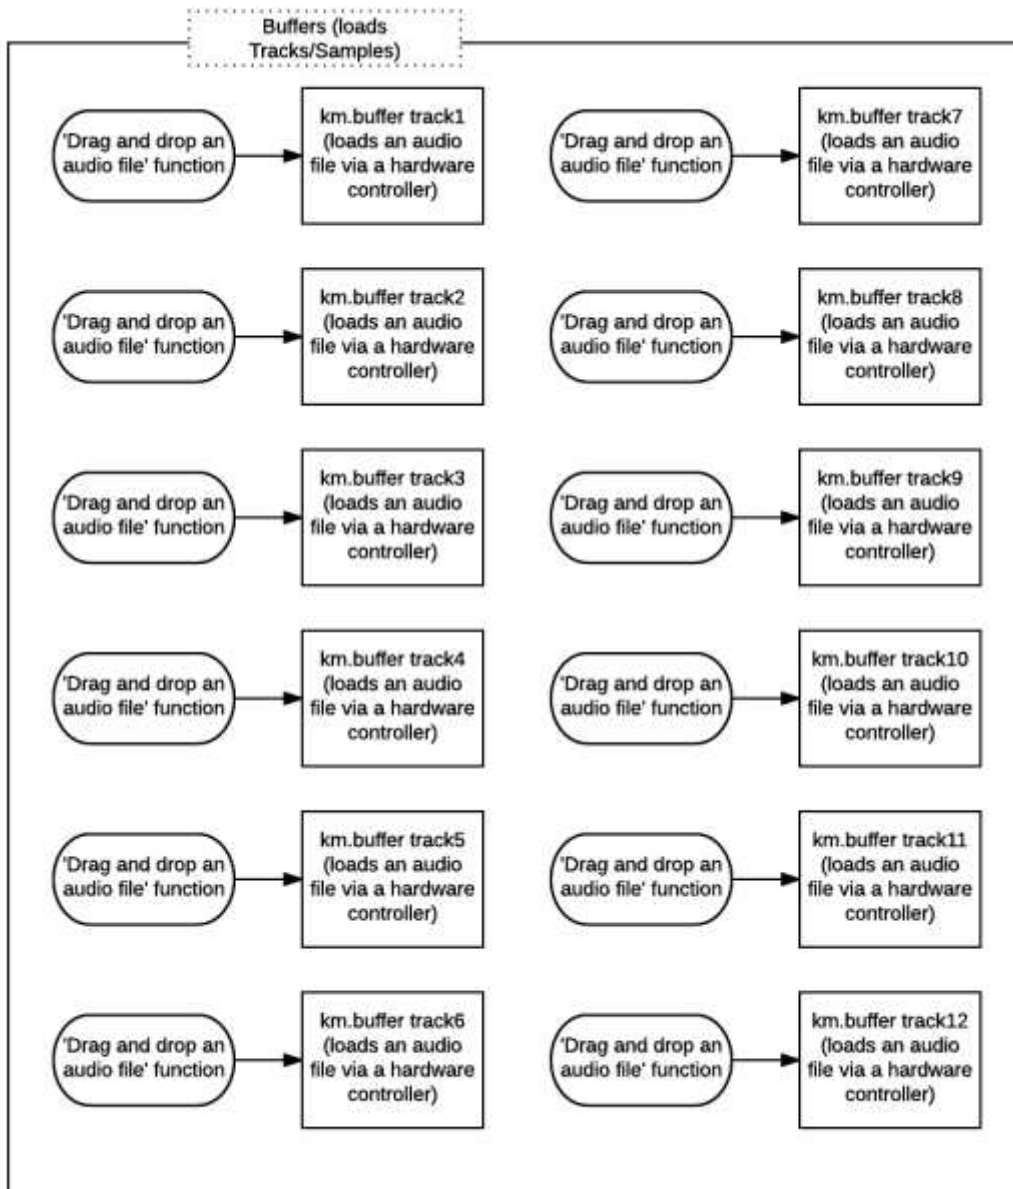 Buffers (loads
Tracks/Samples)
'Drag and drop an
audio file' function
km.buffer track1
(loads an audio
file via a hardware
controller)
'Drag and drop an
audio file' function
km.buffer track7
(loads an audio
file via a hardware
controller)
'Drag and drop an
audio file' function
km.buffer track2
(loads an audio
file via a hardware
controller)
'Drag and drop an
audio file' function
km.buffer track8
(loads an audio
file via a hardware
controller)
'Drag and drop an
audio file' function
km.buffer track3
(loads an audio
file via a hardware
controller)
'Drag and drop an
audio file' function
km.buffer track9
(loads an audio
file via a hardware
controller)
'Drag and drop an
audio file' function
km.buffer track4
(loads an audio
file via a hardware
controller)
'Drag and drop an
audio file' function
km.buffer track10
(loads an audio
file via a hardware
controller)
'Drag and drop an
audio file' function
km.buffer track5
(loads an audio
file via a hardware
controller)
'Drag and drop an
audio file' function
km.buffer track11
(loads an audio
file via a hardware
controller)
'Drag and drop an
audio file' function
km.buffer track6
(loads an audio
file via a hardware
controller)
'Drag and drop an
audio file' function
km.buffer track12
(loads an audio
file via a hardware
controller)